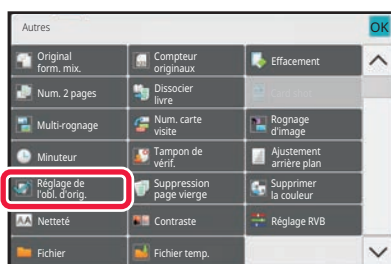 Autres
OK
Original
form. mix.
Compteur
originaux
Effacement
Num. 2 pages
Dissocier
livre
Multi-rognage
Num. carte
visite
Rognage
d'image
Minuteur
Tampon de
vérif.
Ajustement
arrière plan
Réglage de
l'obl. d'orig.
Suppression
page vierge
Supprimer
la couleur
Netteté
Contraste
Réglage RVB
Fichier
Fichier temp.